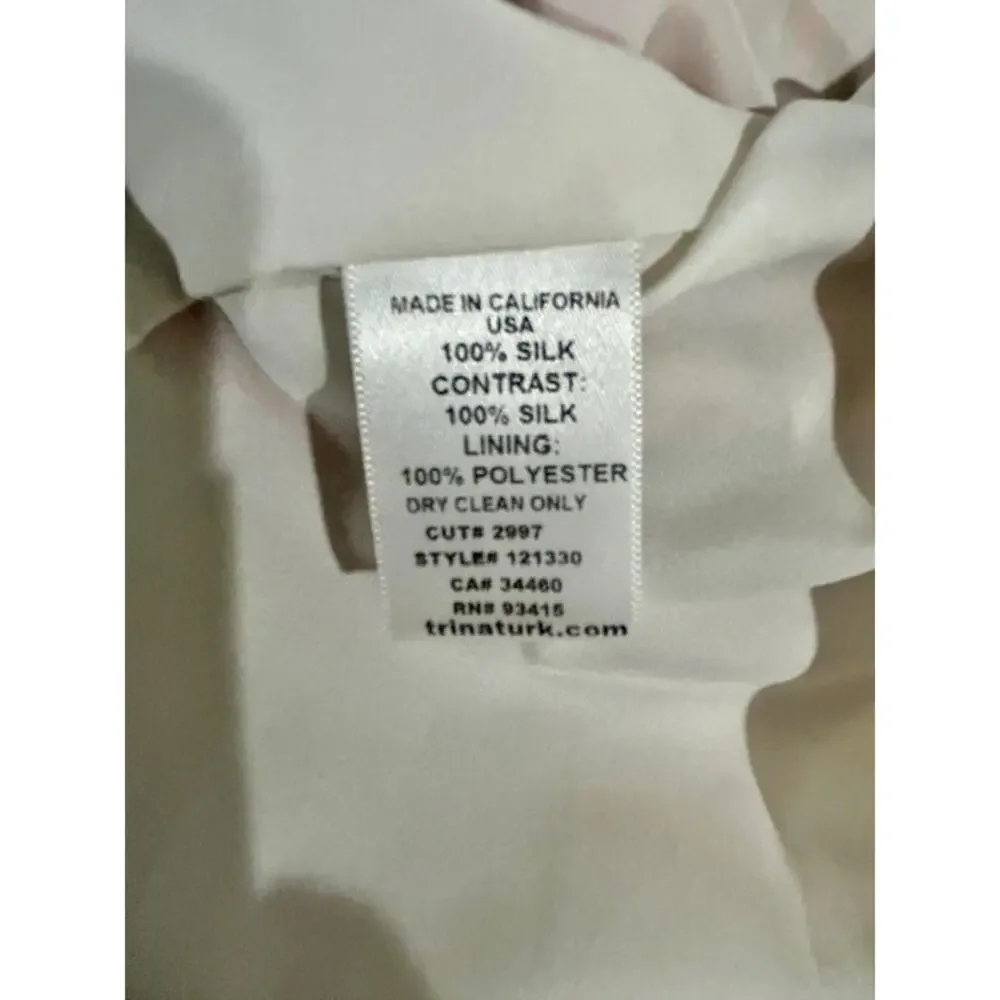 MADE IN CALIFORNIA
USA
100% SILK
CONTRAST:
100% SILK
LINING:
100% POLYESTER
DRY CLEAN ONLY
CUT# 2997
STYLE# 121330
CA# 34460
RN# 93415
trinaturk.com